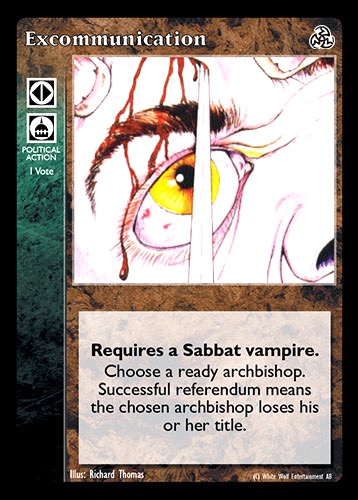 Excommunication
POLITICAL
ACTION
1 Vote
Requires a Sabbat vampire.
Choose a ready archbishop.
Successful referendum means
the chosen archbishop loses his
or her title.
Illus: Richard Thomas
(C) White Wolf Entertainment AB